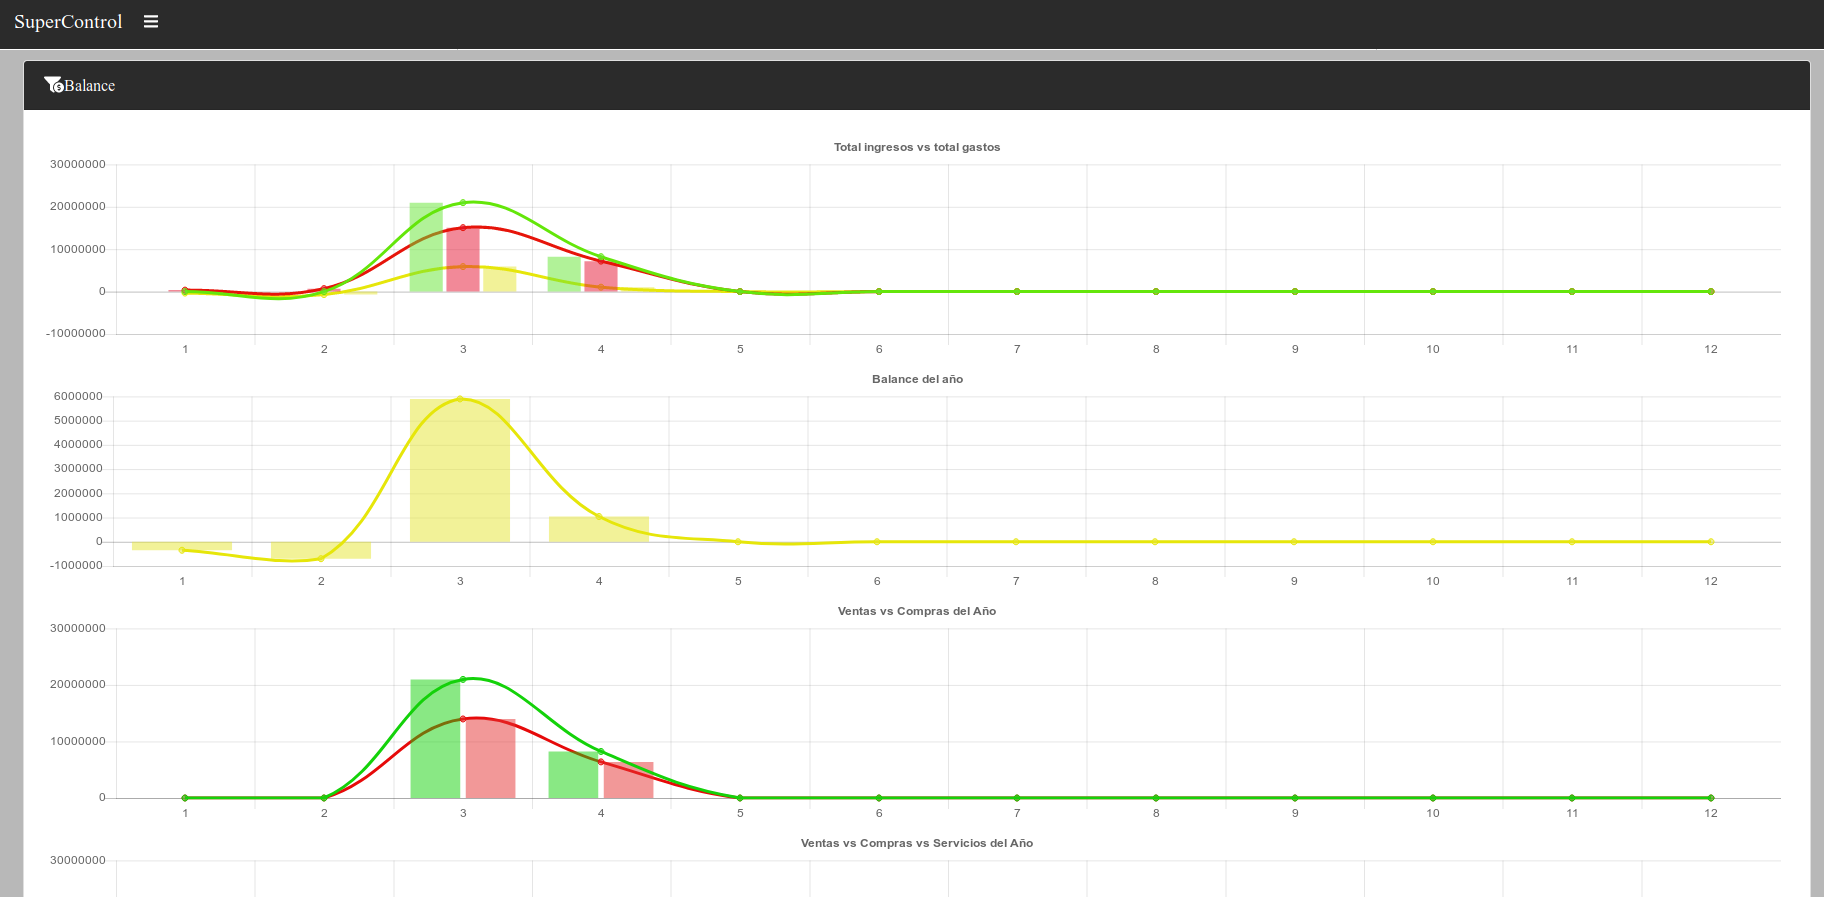 SuperControl
Balance
Total ingresos vs total gastos
30000000
20000000
10000000
0
-10000000
1 2 3 4 5 6 7 8 9 10 11 12
Balance del año
6000000
5000000
4000000
3000000
2000000
1000000
0
-1000000
1 2 3 4 5 6 7 8 9 10 11 12
Ventas vs Compras del Año
30000000
20000000
10000000
0
1 2 3 4 5 6 7 8 9 10 11 12
Ventas vs Compras vs Servicios del Año
30000000